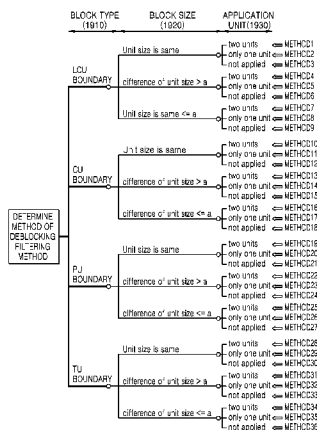 BLOCK TYPE (1910)
BLOCK SIZE (1920)
APPLICATION UNIT(1930)
DETERMINE METHOD OF DEBLOCKING FILTERING METHOD
LCU BOUNDARY
Unit size is same
two units METHOD1
only one unit METHOD2
not applied METHOD3
difference of unit size > a
two units METHOD4
only one unit METHOD5
not applied METHOD6
Unit size is same <= a
two units METHOD7
only one unit METHOD8
not applied METHOD9
CU BOUNDARY
Unit size is same
two units METHOD10
only one unit METHOD11
not applied METHOD12
difference of unit size > a
two units METHOD13
only one unit METHOD14
not applied METHOD15
difference of unit size <= a
two units METHOD16
only one unit METHOD17
not applied METHOD18
PU BOUNDARY
Unit size is same
two units METHOD19
only one unit METHOD20
not applied METHOD21
difference of unit size > a
two units METHOD22
only one unit METHOD23
not applied METHOD24
difference of unit size <= a
two units METHOD25
only one unit METHOD26
not applied METHOD27
TU BOUNDARY
Unit size is same
two units METHOD28
only one unit METHOD29
not applied METHOD30
difference of unit size > a
two units METHOD31
only one unit METHOD32
not applied METHOD33
difference of unit size <= a
two units METHOD34
only one unit METHOD35
not applied METHOD36